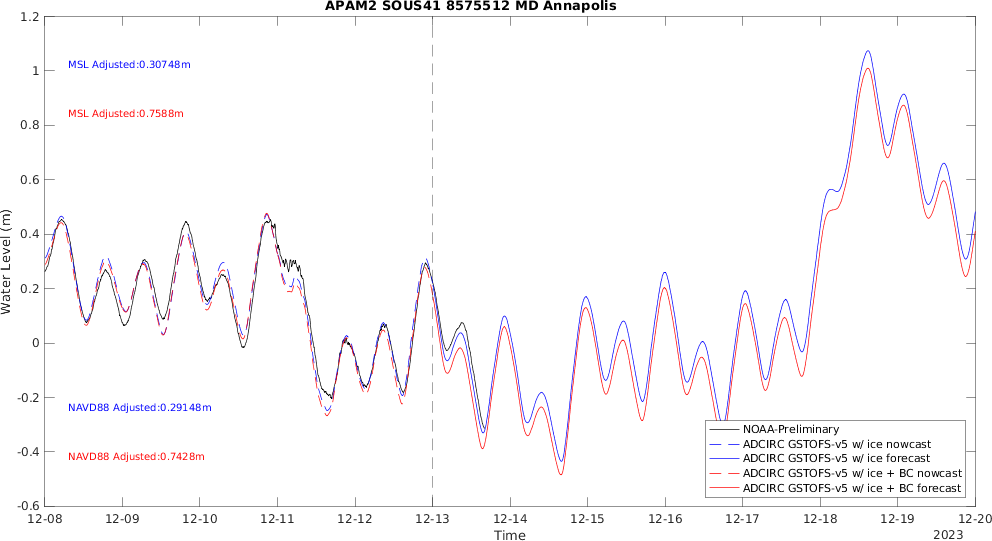 APAM2 SOUS41 8575512 MD Annapolis
1.2
1
0.8
0.6
0.4
0.2
0
-0.2
-0.4
-0.6
Water Level (m)
MSL Adjusted:0.30748m
MSL Adjusted:0.7588m
NAVD88 Adjusted:0.29148m
NAVD88 Adjusted:0.7428m
NOAA-Preliminary
ADCIRC GSTOFS-v5 w/ ice nowcast
ADCIRC GSTOFS-v5 w/ ice forecast
ADCIRC GSTOFS-v5 w/ ice + BC nowcast
ADCIRC GSTOFS-v5 w/ ice + BC forecast
12-08 12-09 12-10 12-11 12-12 12-13 12-14 12-15 12-16 12-17 12-18 12-19 12-20
Time
2023